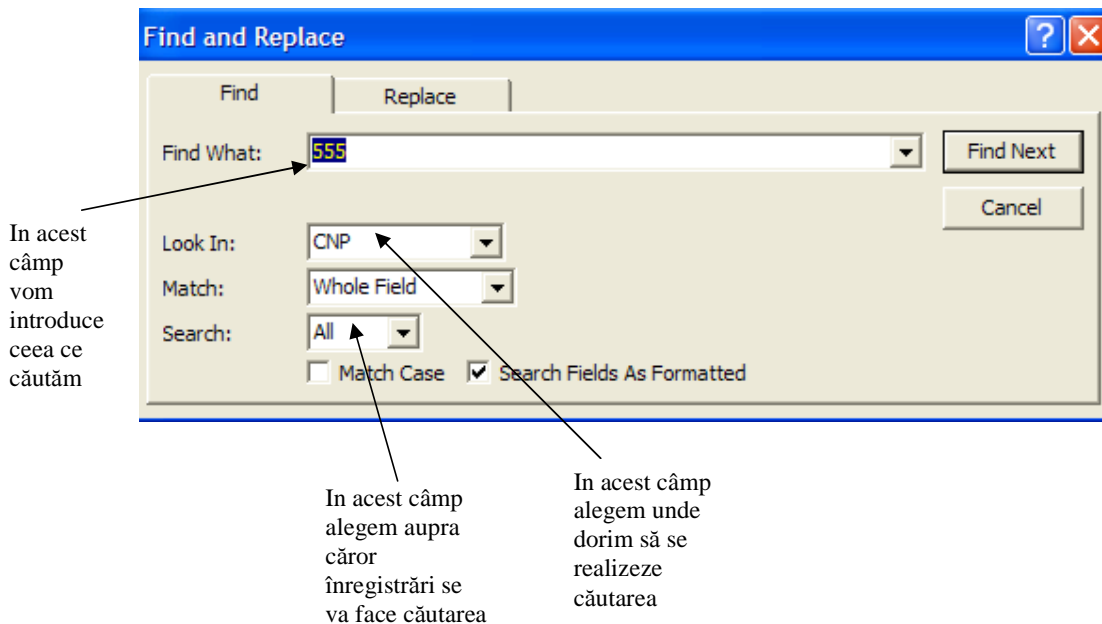 Find and Replace
Find Replace
Find What: 555 Find Next
Cancel
Look In: CNP
Match: Whole Field
Search: All
Match Case Search Fields As Formatted
In acest
câmp
vom
introduce
ceea ce
căutăm
In acest câmp
alegem aupra
căror
înregistrări se
va face căutarea
In acest câmp
alegem unde
dorim să se
realizeze
căutarea